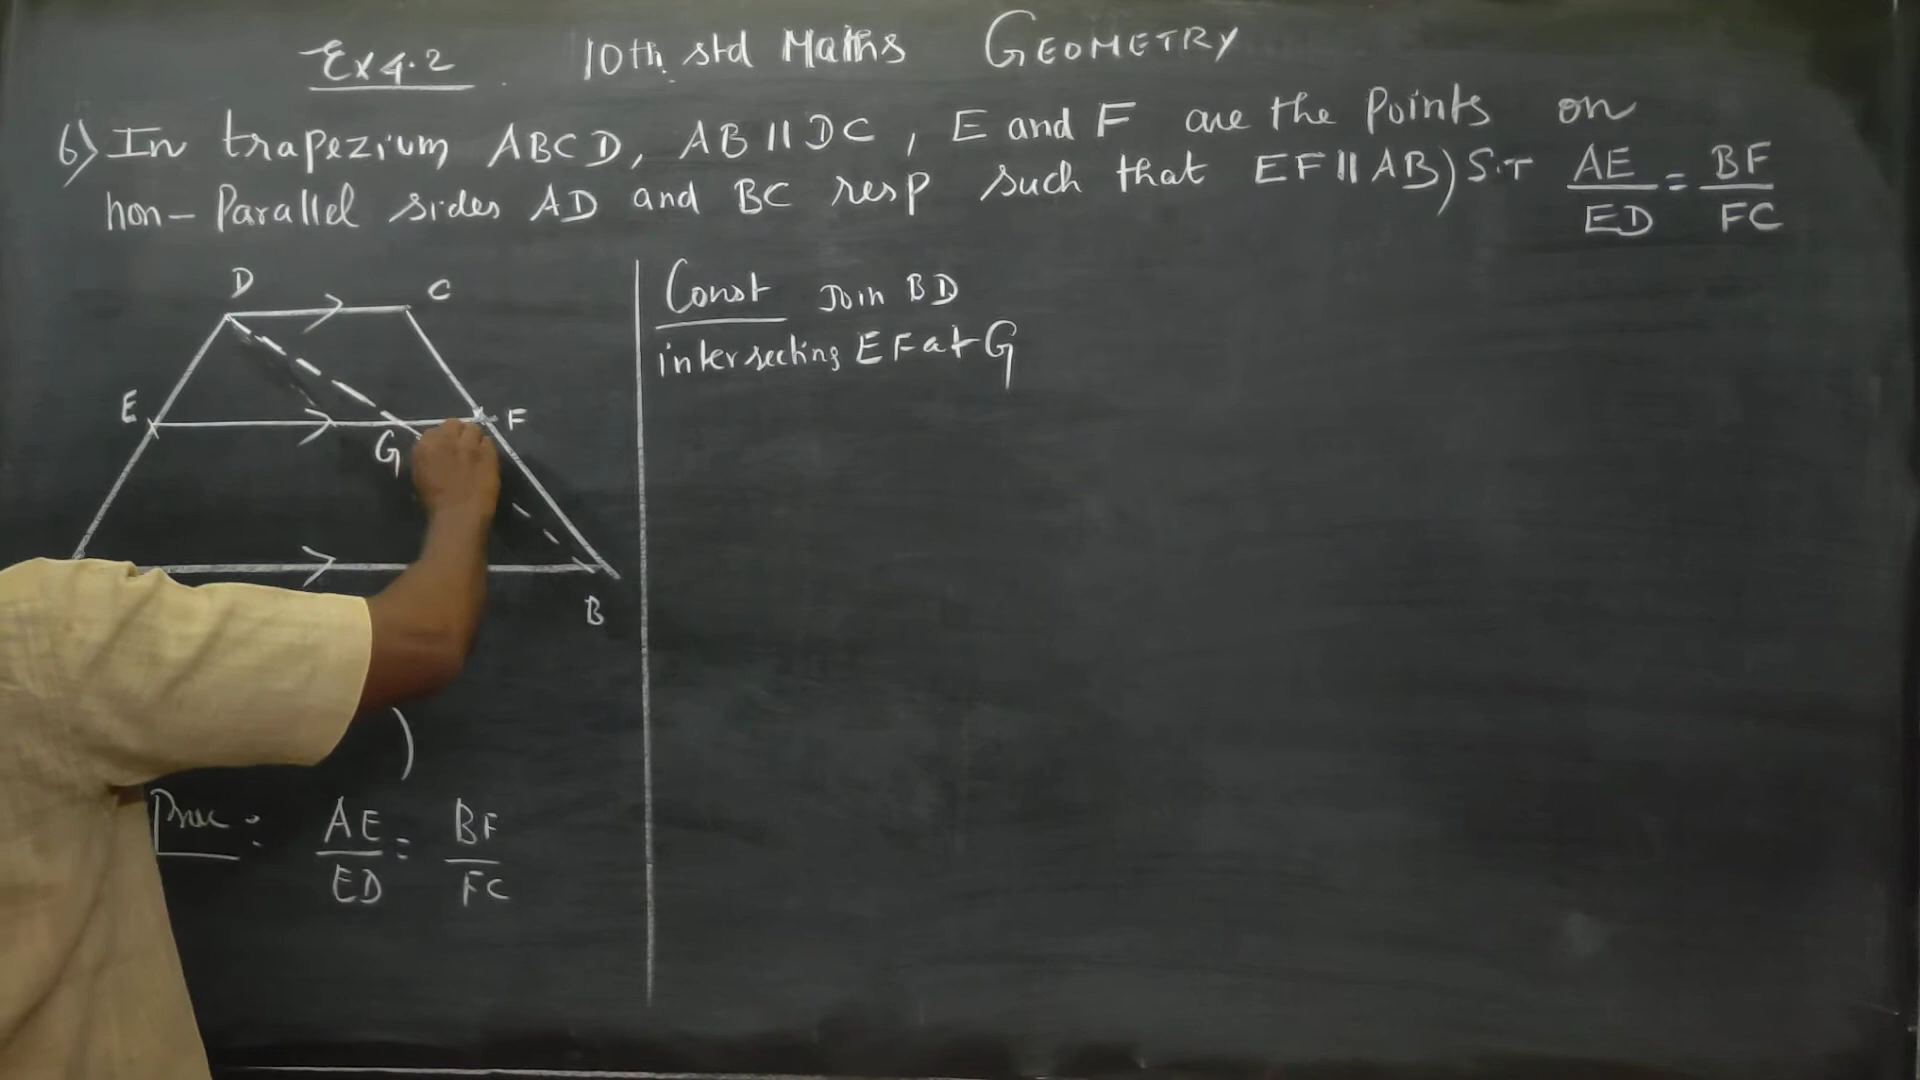 Ex 4.2 10th std Maths GEOMETRY
6) In trapezium ABCD, AB || DC, E and F are the Points on
non-Parallel sides AD and BC resp such that EF || AB) S.T AE/ED = BF/FC
D C
E F
G
B
Const Join BD
intersecting EF at G
)
: AE/ED = BF/FC